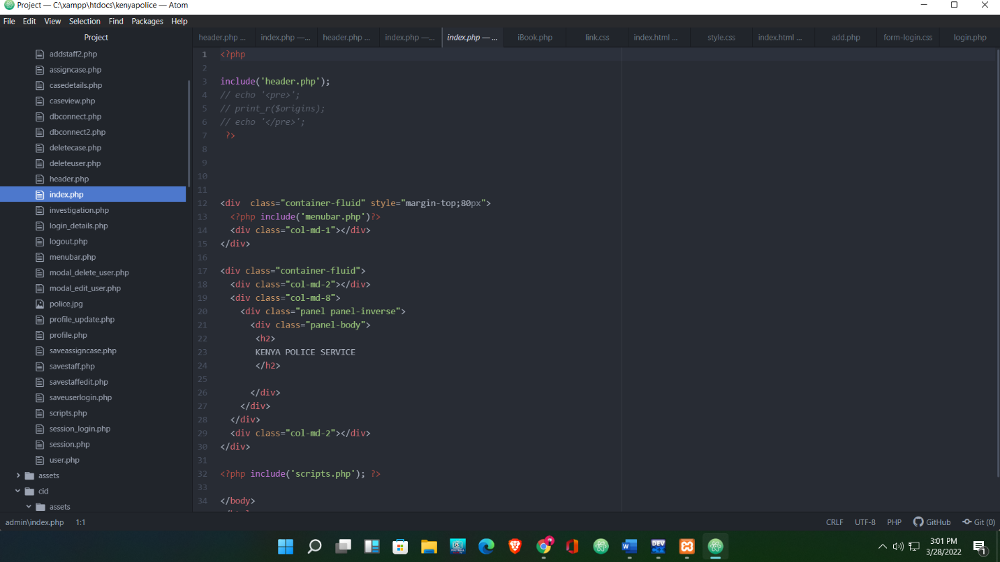 Project — C:\xampp\htdocs\kenyapolice — Atom
File Edit View Selection Find Packages Help
Project
header.php ... index.php —... header.php ... index.php —... index.php — ... iBook.php link.css index.html ... style.css index.html ... add.php form-login.css login.php
addstaff2.php
assigncase.php
casedetails.php
caseview.php
dbconnect.php
dbconnect2.php
deletecase.php
deleteuser.php
header.php
index.php
investigation.php
login_details.php
logout.php
menubar.php
modal_delete_user.php
modal_edit_user.php
police.jpg
profile_update.php
profile.php
saveassigncase.php
savestaff.php
savestaffedit.php
saveuserlogin.php
scripts.php
session_login.php
session.php
user.php
assets
cid
assets
1 <?php
2
3 include('header.php');
4 // echo '<pre>';
5 // print_r($origins);
6 // echo '</pre>';
7 ?>
8
9
10
11
12 <div  class="container-fluid" style="margin-top;80px">
13 <?php include('menubar.php')?>
14 <div class="col-md-1"></div>
15 </div>
16
17 <div class="container-fluid">
18 <div class="col-md-2"></div>
19 <div class="col-md-8">
20 <div class="panel panel-inverse">
21 <div class="panel-body">
22 <h2>
23 KENYA POLICE SERVICE
24 </h2>
25
26 </div>
27 </div>
28 </div>
29 <div class="col-md-2"></div>
30 </div>
31
32 <?php include('scripts.php'); ?>
33
34 </body>
admin\index.php 1:1 CRLF UTF-8 PHP GitHub Git (0)
DEV
3:01 PM
3/28/2022
1